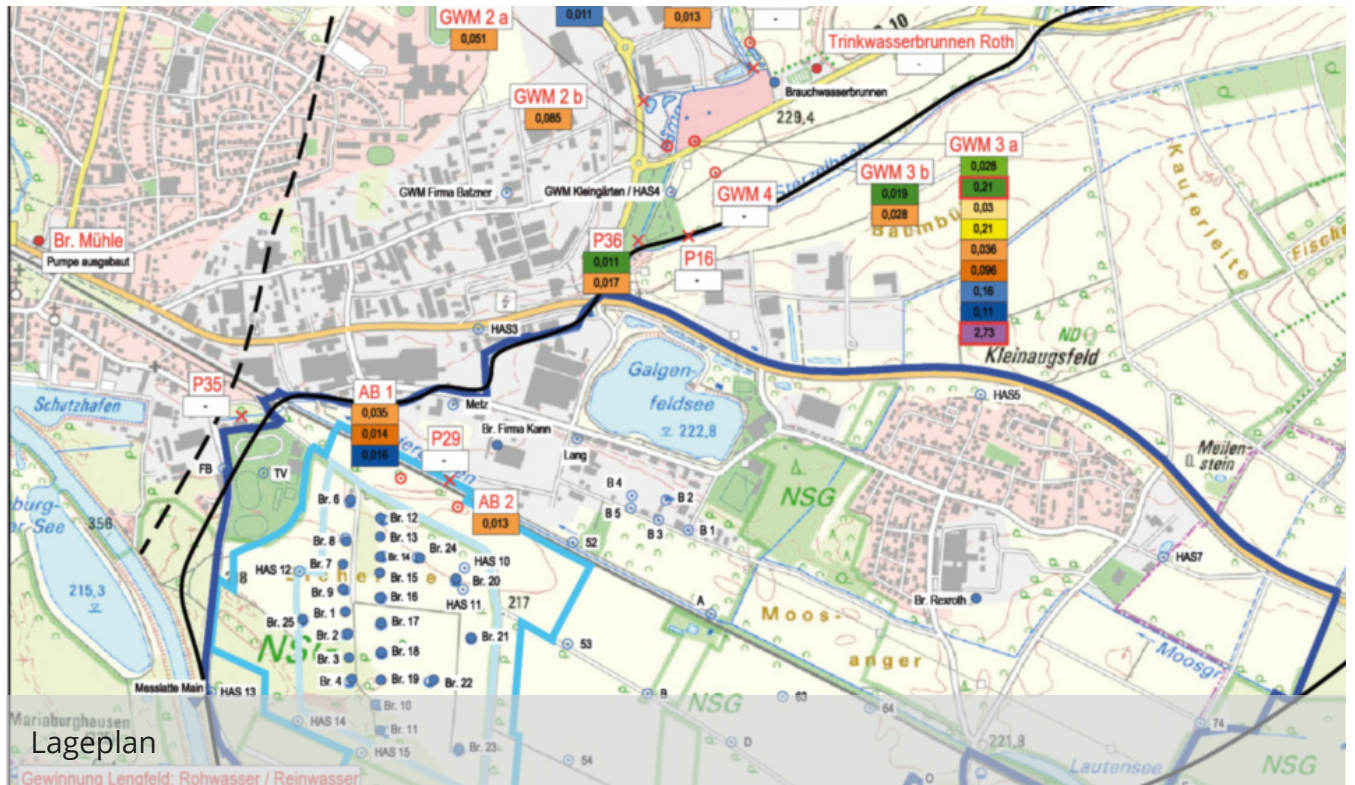 GWM 2 a
0,051
0,011
0,013
-
10
Trinkwasserbrunnen Roth
-
Brauchwasserbrunnen
229,4
GWM 2 b
0,085
GWM 3 a
0,21
0,03
0,21
0,036
0,096
0,16
0,11
2,73
GWM 3 b
0,019
0,028
GWM Firma Batzner
GWM Kleingärten / HAS4
GWM 4
-
Kauferleite
250
Br. Mühle
Pumpe ausgebaut
P36
0,011
0,017
P16
-
HAS3
ND
Kleinaugsfeld
P35
-
AB 1
0,035
0,014
0,016
Galgen-
feldsee
222,8
HAS5
Schutzhafen
Metz
Br. Firma Kann
Lang
P29
-
Meilen-
stein
FB
TV
AB 2
0,013
NSG
B 4
B 2
B 5
B 3
B 1
Br. 6
Br. 12
Br. 13
Br. 8
Br. 24
Br. 14
52
356
HAS 10
HAS7
HAS 12
Br. 7
Br. 15
Br. 20
215,3
Br. 9
Br. 16
HAS 11
217
Br. Rexroth
Br. 1
A
Moos-
Br. 25
Br. 17
Br. 2
Br. 21
53
Br. 3
Br. 18
anger
Br. 4
Br. 19
Br. 22
Messlatte Main
HAS 13
B
NSG
63
Br. 10
64
Mariaburghausen
HAS 14
74
Br. 11
D
Lageplan
HAS 15
Br. 23
221,8
54
Lautensee
NSG
Gewinnung Lengfeld: Rohwasser / Reinwasser
O